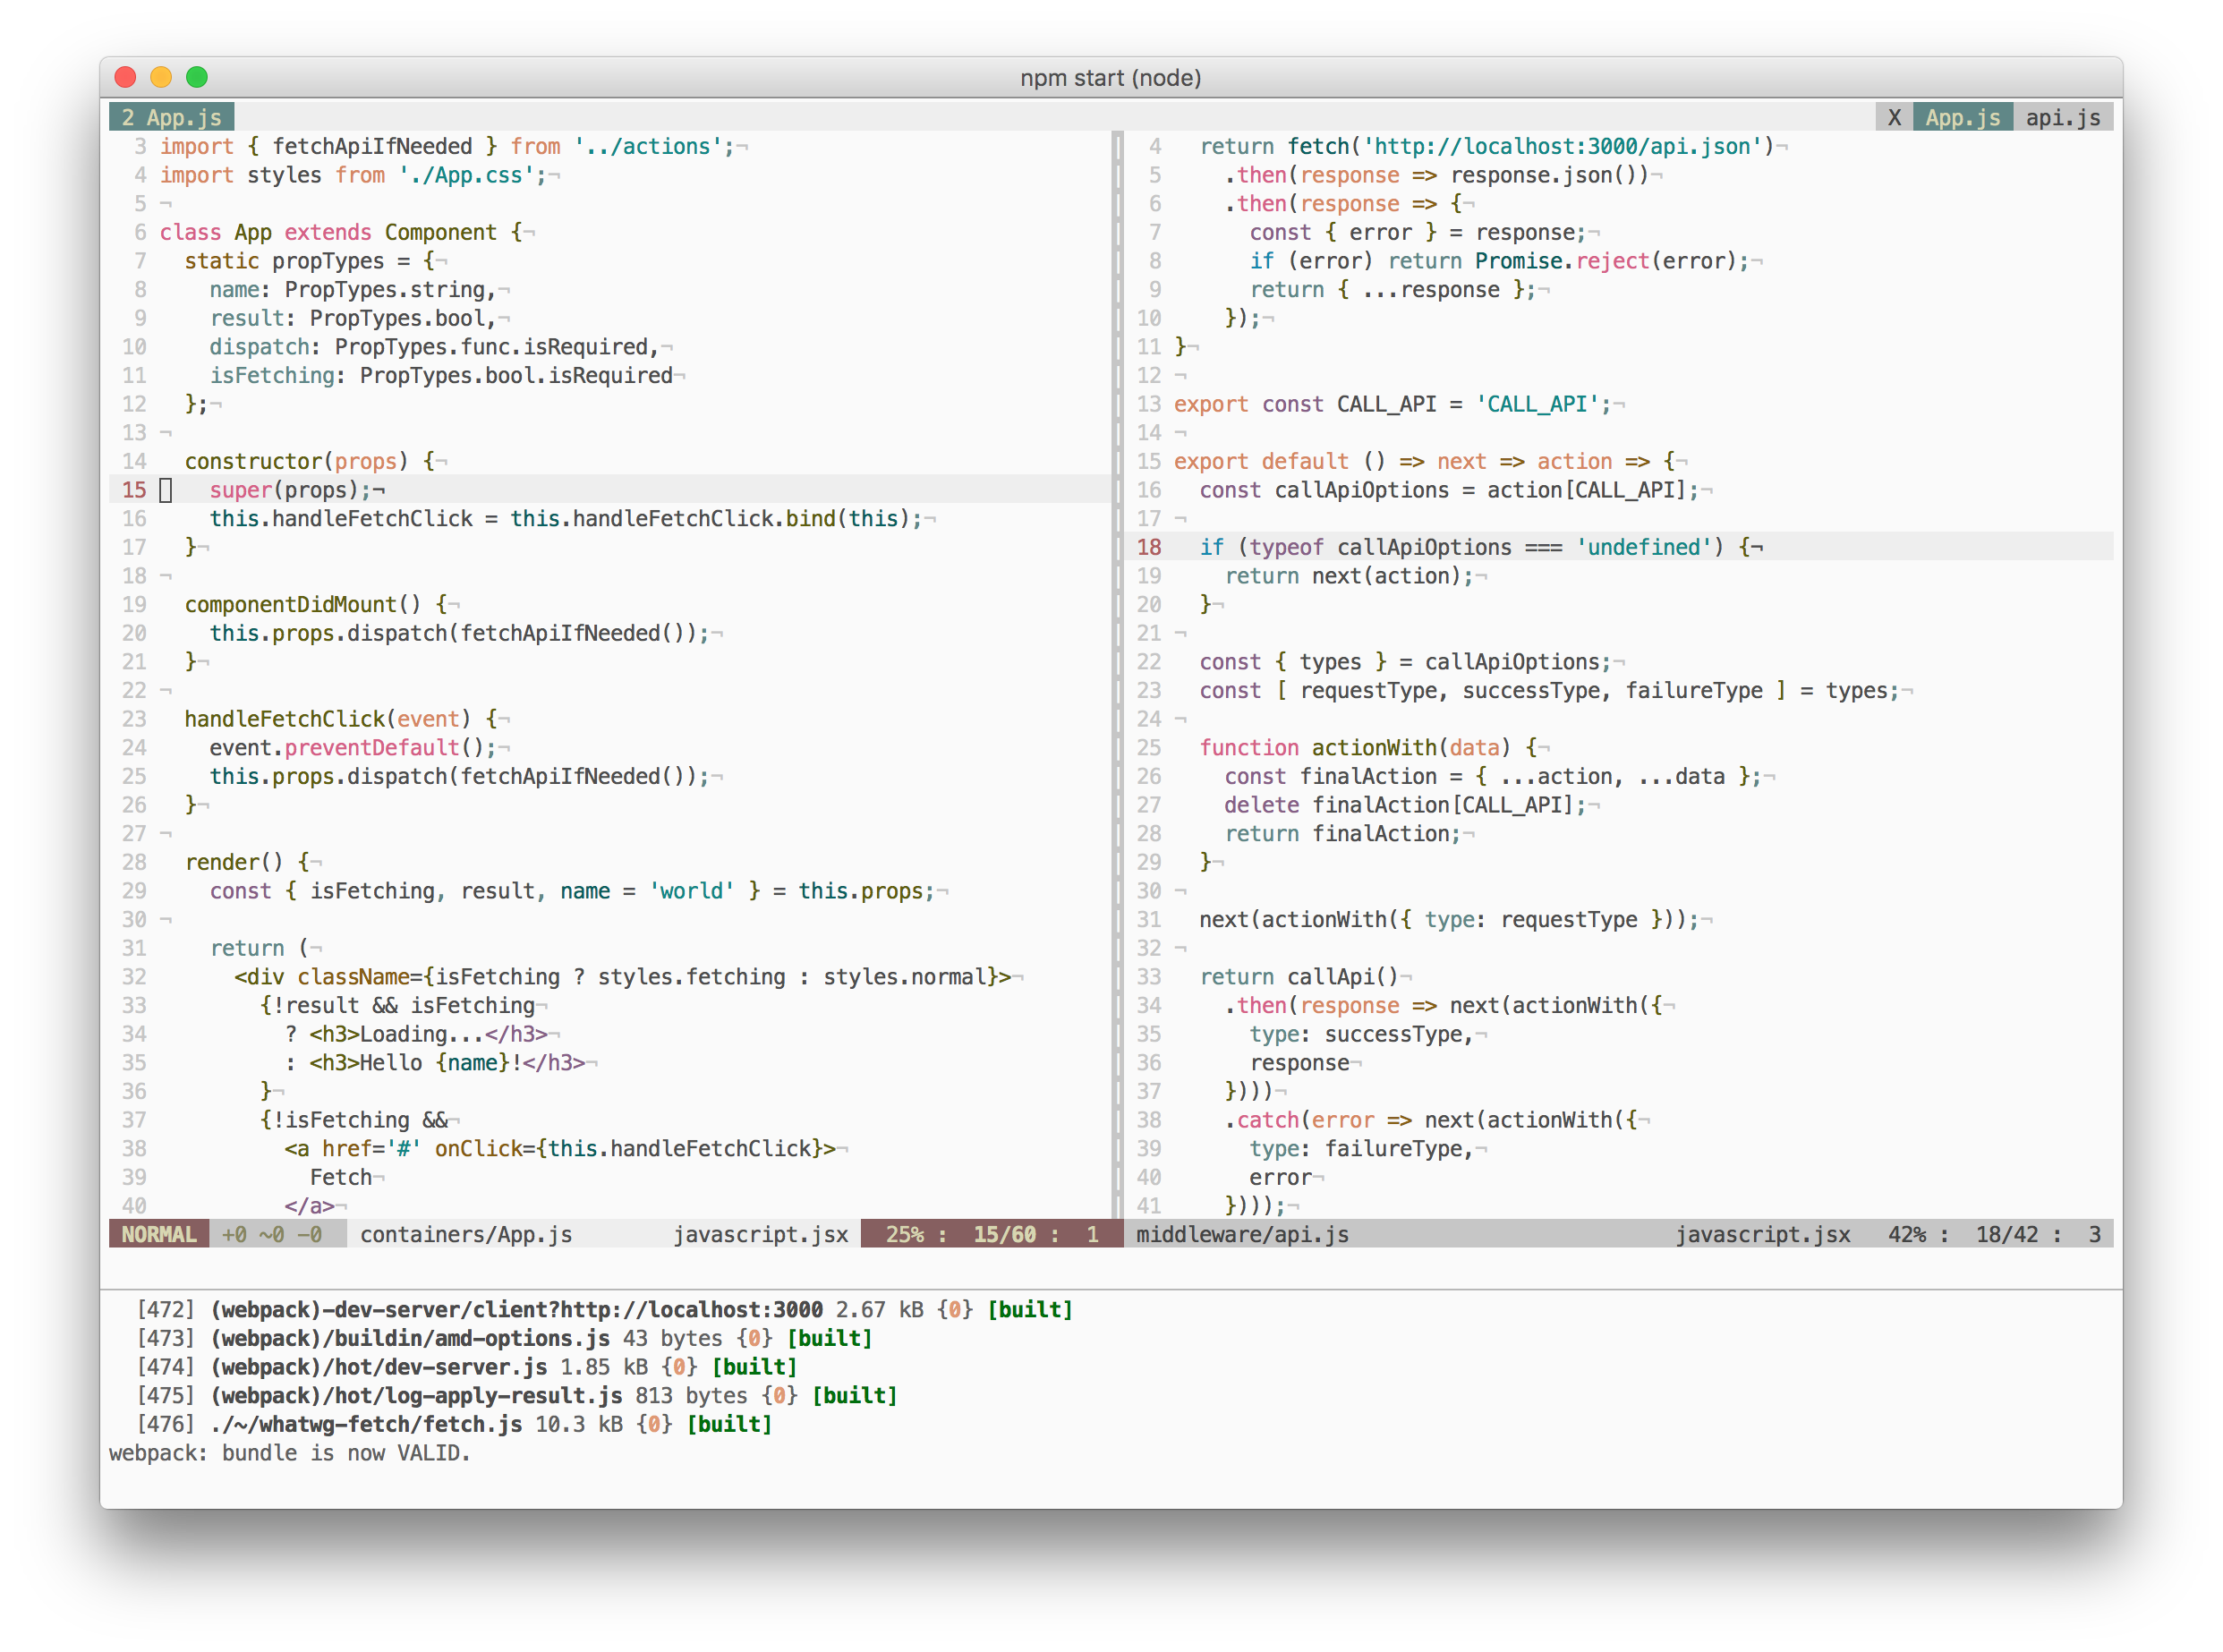 npm start (node)
2 App.js
X App.js api.js
3 import { fetchApiIfNeeded } from '../actions';¬
4 import styles from './App.css';¬
5 ¬
6 class App extends Component {¬
7   static propTypes = {¬
8     name: PropTypes.string,¬
9     result: PropTypes.bool,¬
10     dispatch: PropTypes.func.isRequired,¬
11     isFetching: PropTypes.bool.isRequired¬
12   };¬
13 ¬
14   constructor(props) {¬
15     super(props);¬
16     this.handleFetchClick = this.handleFetchClick.bind(this);¬
17   }¬
18 ¬
19   componentDidMount() {¬
20     this.props.dispatch(fetchApiIfNeeded());¬
21   }¬
22 ¬
23   handleFetchClick(event) {¬
24     event.preventDefault();¬
25     this.props.dispatch(fetchApiIfNeeded());¬
26   }¬
27 ¬
28   render() {¬
29     const { isFetching, result, name = 'world' } = this.props;¬
30 ¬
31     return (¬
32       <div className={isFetching ? styles.fetching : styles.normal}>¬
33         {!result && isFetching¬
34           ? <h3>Loading...</h3>¬
35           : <h3>Hello {name}!</h3>¬
36         }¬
37         {!isFetching &&¬
38           <a href='#' onClick={this.handleFetchClick}>¬
39             Fetch¬
40           </a>¬
NORMAL +0 ~0 -0 containers/App.js javascript.jsx 25% : 15/60 : 1
4   return fetch('http://localhost:3000/api.json')¬
5     .then(response => response.json())¬
6     .then(response => {¬
7       const { error } = response;¬
8       if (error) return Promise.reject(error);¬
9       return { ...response };¬
10     });¬
11 }¬
12 ¬
13 export const CALL_API = 'CALL_API';¬
14 ¬
15 export default () => next => action => {¬
16   const callApiOptions = action[CALL_API];¬
17 ¬
18   if (typeof callApiOptions === 'undefined') {¬
19     return next(action);¬
20   }¬
21 ¬
22   const { types } = callApiOptions;¬
23   const [ requestType, successType, failureType ] = types;¬
24 ¬
25   function actionWith(data) {¬
26     const finalAction = { ...action, ...data };¬
27     delete finalAction[CALL_API];¬
28     return finalAction;¬
29   }¬
30 ¬
31   next(actionWith({ type: requestType }));¬
32 ¬
33   return callApi()¬
34     .then(response => next(actionWith({¬
35       type: successType,¬
36       response¬
37     })))¬
38     .catch(error => next(actionWith({¬
39       type: failureType,¬
40       error¬
41     })));¬
middleware/api.js javascript.jsx 42% : 18/42 : 3
[472] (webpack)-dev-server/client?http://localhost:3000 2.67 kB {0} [built]
[473] (webpack)/buildin/amd-options.js 43 bytes {0} [built]
[474] (webpack)/hot/dev-server.js 1.85 kB {0} [built]
[475] (webpack)/hot/log-apply-result.js 813 bytes {0} [built]
[476] ./~/whatwg-fetch/fetch.js 10.3 kB {0} [built]
webpack: bundle is now VALID.